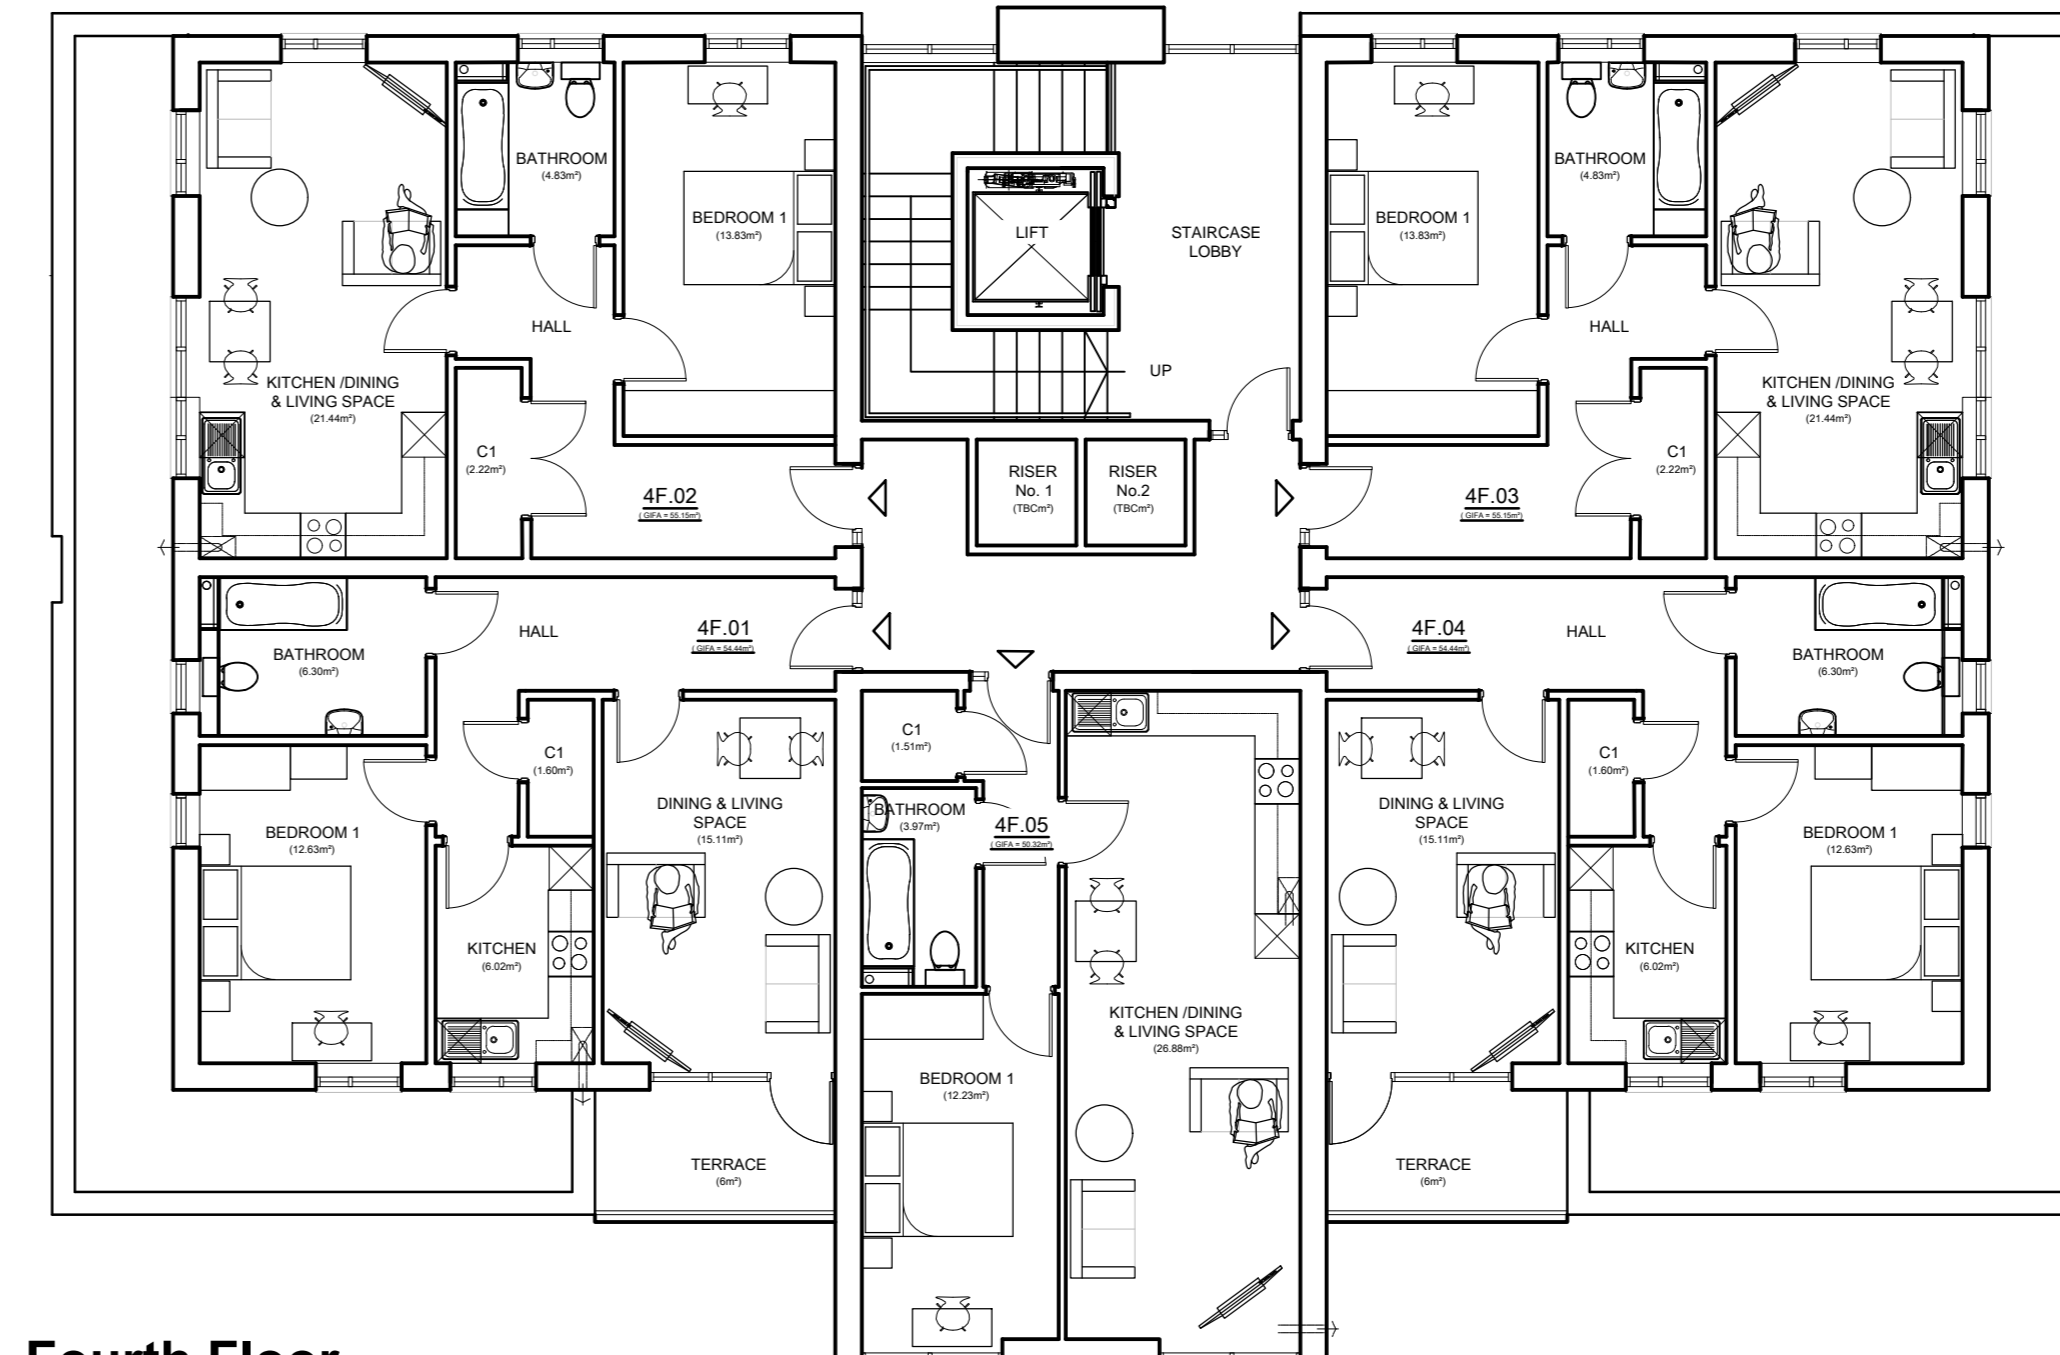 BATHROOM
(4.83m²)
BEDROOM 1
(13.83m²)
HALL
KITCHEN /DINING
& LIVING SPACE
(21.44m²)
C1
(2.22m²)
4F.02
( GIFA = 55.15m²)
LIFT
STAIRCASE
LOBBY
UP
RISER
No. 1
(TBCm²)
RISER
No.2
(TBCm²)
BEDROOM 1
(13.83m²)
BATHROOM
(4.83m²)
HALL
KITCHEN /DINING
& LIVING SPACE
(21.44m²)
C1
(2.22m²)
4F.03
( GIFA = 55.15m²)
BATHROOM
(6.30m²)
HALL
4F.01
( GIFA = 54.44m²)
C1
(1.60m²)
BEDROOM 1
(12.63m²)
KITCHEN
(6.02m²)
DINING & LIVING
SPACE
(15.11m²)
TERRACE
(6m²)
C1
(1.51m²)
BATHROOM
(3.97m²)
4F.05
( GIFA = 50.32m²)
KITCHEN /DINING
& LIVING SPACE
(26.88m²)
BEDROOM 1
(12.23m²)
4F.04
( GIFA = 54.44m²)
HALL
BATHROOM
(6.30m²)
DINING & LIVING
SPACE
(15.11m²)
C1
(1.60m²)
BEDROOM 1
(12.63m²)
KITCHEN
(6.02m²)
TERRACE
(6m²)
Fourth Floor